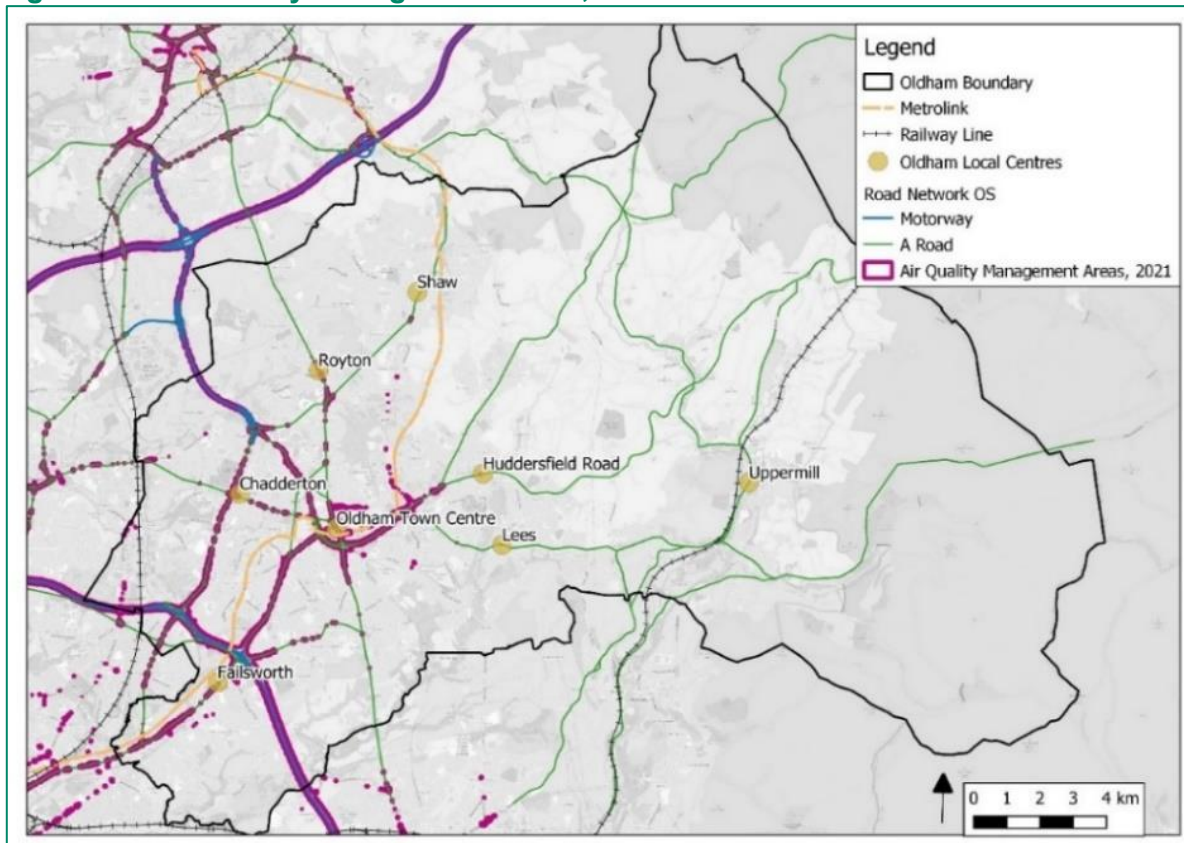 Legend
Oldham Boundary
Metrolink
Railway Line
Oldham Local Centres
Road Network OS
Motorway
A Road
Air Quality Management Areas, 2021
Shaw
Royton
Huddersfield Road
Chadderton
Uppermill
Oldham Town Centre
Lees
Failsworth
0 1 2 3 4 km